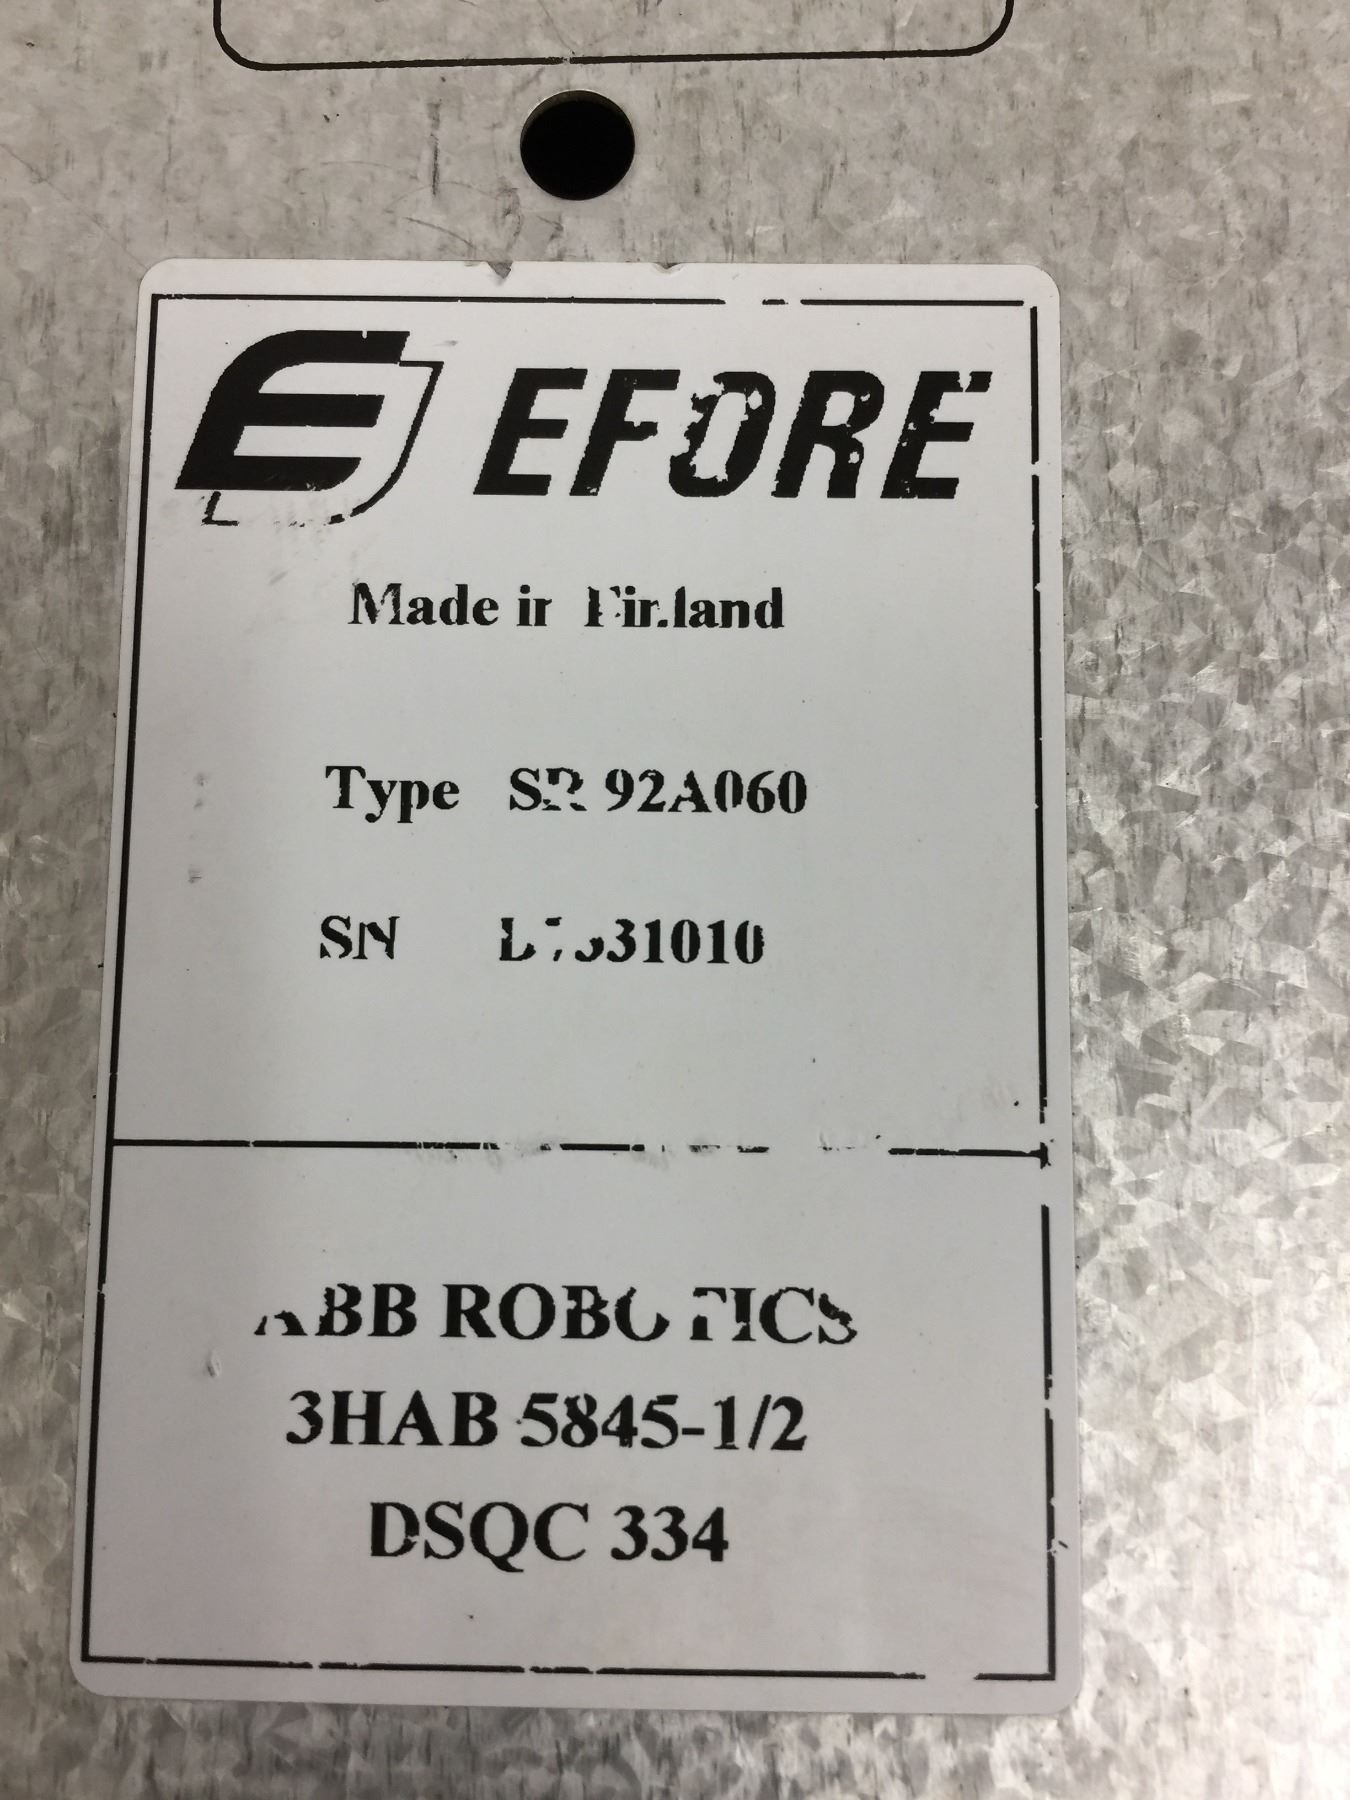 EFORE
Made in Finland
Type SR 92A060
SN
ABB ROBOTICS
3HAB 5845-1/2
DSQC 334